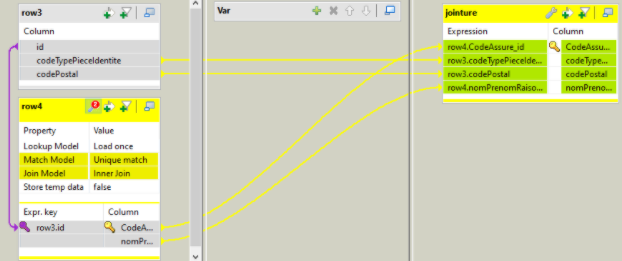 row3
Column
id
codeTypePieceIdentite
codePostal
row4
Property Value
Lookup Model Load once
Match Model Unique match
Join Model Inner Join
Store temp data false
Expr. key Column
row3.id CodeA...
nomPr...
Var
jointure
Expression Column
row4.CodeAssure_id CodeAssu...
row3.codeTypePieceIde... codeType...
row3.codePostal codePostal
row4.nomPrenomRaiso... nomPreno...